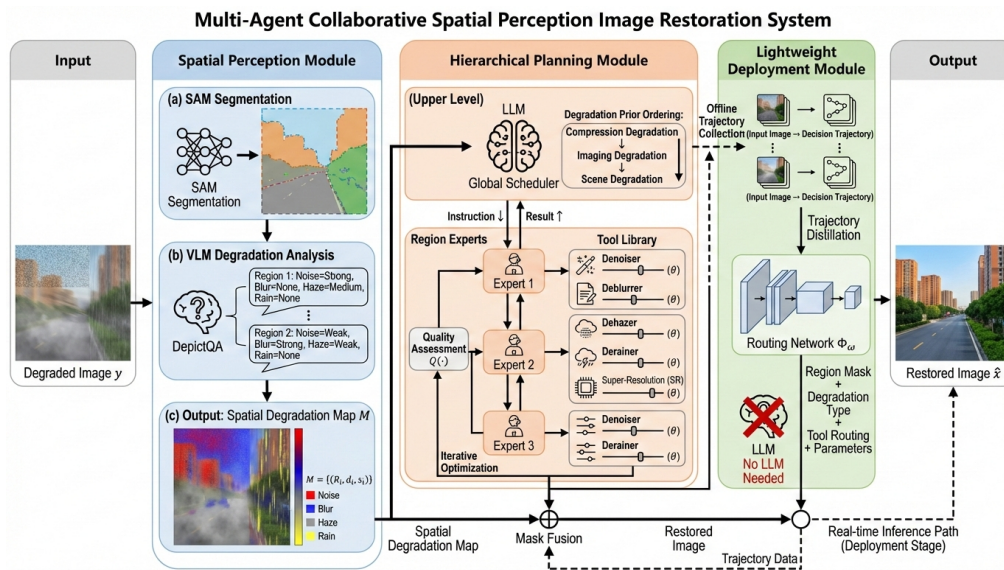 Multi-Agent Collaborative Spatial Perception Image Restoration System
Input
Degraded Image y
Spatial Perception Module
(a) SAM Segmentation
SAM
Segmentation
(b) VLM Degradation Analysis
DepictQA
Region 1: Noise=Strong,
Blur=None, Haze=Medium,
Rain=None
⋮
Region 2: Noise=Weak,
Blur=Strong, Haze=Weak,
Rain=None
(c) Output: Spatial Degradation Map M
M = {(Rᵢ, dᵢ, sᵢ)}
Noise
Blur
Haze
Rain
Hierarchical Planning Module
(Upper Level)
LLM
Global Scheduler
Degradation Prior Ordering:
Compression Degradation
Imaging Degradation
Scene Degradation
Instruction ↓
Result ↑
Region Experts
Expert 1
Expert 2
Expert 3
Quality
Assessment
Q(·)
Iterative
Optimization
Tool Library
Denoiser
(θ)
Deblurrer
(θ)
Dehazer
(θ)
Derainer
(θ)
Super-Resolution (SR)
(θ)
Denoiser
(θ)
Derainer
(θ)
Offline
Trajectory
Collection
Lightweight
Deployment Module
(Input Image → Decision Trajectory)
⋮
(Input Image → Decision Trajectory)
Trajectory
Distillation
Routing Network Φω
Region Mask
+
Degradation
Type
+
Tool Routing
+ Parameters
LLM
No LLM
Needed
Output
Restored Image x̂
Spatial
Degradation Map
Mask Fusion
Restored
Image
Trajectory Data
Real-time Inference Path
(Deployment Stage)